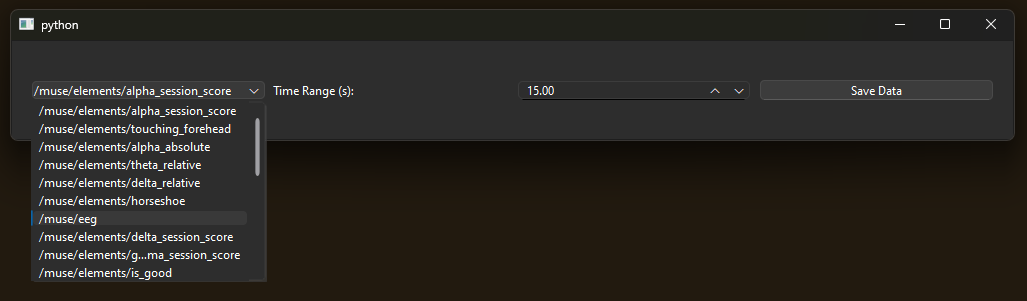 python
/muse/elements/alpha_session_score Time Range (s): 15.00 Save Data
/muse/elements/alpha_session_score
/muse/elements/touching_forehead
/muse/elements/alpha_absolute
/muse/elements/theta_relative
/muse/elements/delta_relative
/muse/elements/horseshoe
/muse/eeg
/muse/elements/delta_session_score
/muse/elements/g...ma_session_score
/muse/elements/is_good